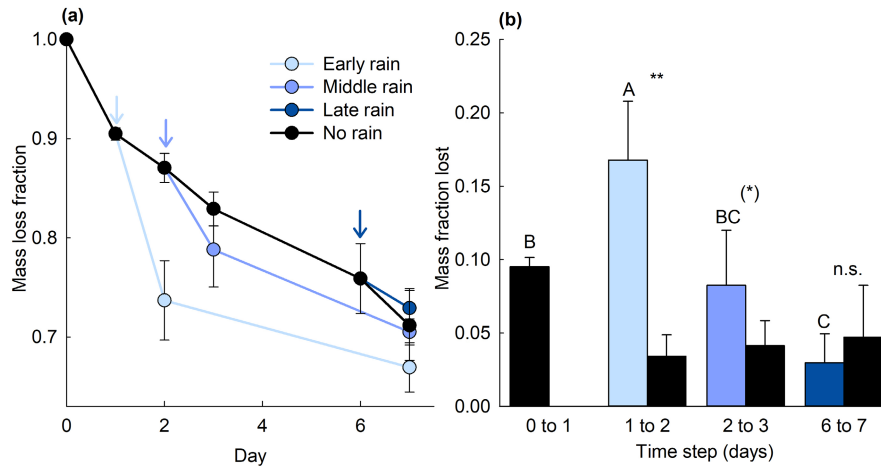 (a)
1.0
0.9
0.8
0.7
0
2
4
6
Mass loss fraction
Day
Early rain
Middle rain
Late rain
No rain
(b)
0.25
0.20
0.15
0.10
0.05
0.00
Mass fraction lost
B
A
**
BC
(*)
C
n.s.
0 to 1
1 to 2
2 to 3
6 to 7
Time step (days)